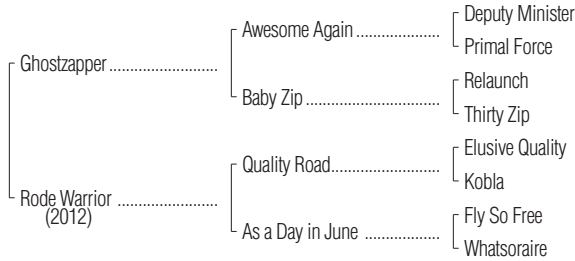 Deputy Minister
Awesome Again ....................
Primal Force
Ghostzapper ..........................
Relaunch
Baby Zip ................................
Thirty Zip
Elusive Quality
Quality Road..........................
Kobla
Rode Warrior ........................
(2012)
Fly So Free
As a Day in June ..................
Whatsoraire